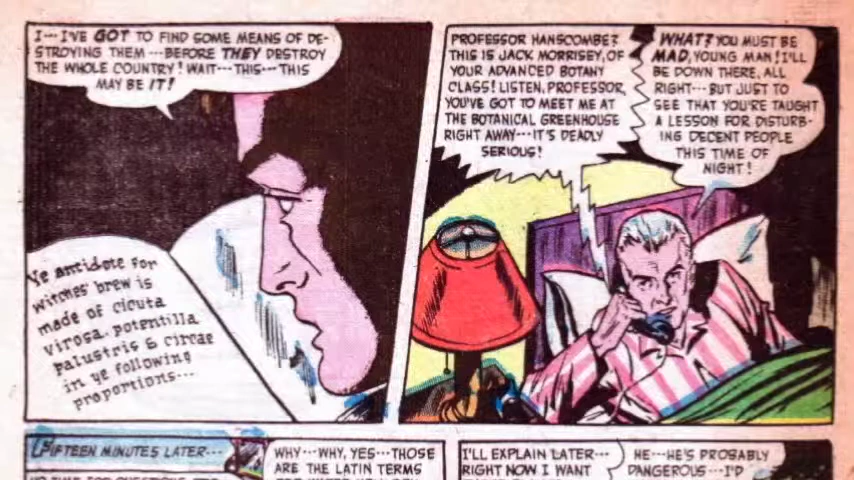 I---I'VE GOT TO FIND SOME MEANS OF DE-
STROYING THEM---BEFORE THEY DESTROY
THE WHOLE COUNTRY! WAIT---THIS---THIS
MAY BE IT!
Ye antidote for
witches brew is
made of cicuta
virosa, potentilla
palustris & circae
in ye following
proportions---
PROFESSOR HANSCOMBE?
THIS IS JACK MORRISEY, OF
YOUR ADVANCED BOTANY
CLASS! LISTEN, PROFESSOR,
YOU'VE GOT TO MEET ME AT
THE BOTANICAL GREENHOUSE
RIGHT AWAY---IT'S DEADLY
SERIOUS!
WHAT? YOU MUST BE
MAD, YOUNG MAN! I'LL
BE DOWN THERE, ALL
RIGHT---BUT JUST TO
SEE THAT YOU'RE TAUGHT
A LESSON FOR DISTURB-
ING DECENT PEOPLE
THIS TIME OF
NIGHT!
FIFTEEN MINUTES LATER---
WHY---WHY, YES---THOSE
ARE THE LATIN TERMS
I'LL EXPLAIN LATER---
RIGHT NOW I WANT
HE---HE'S PROBABLY
DANGEROUS---I'D